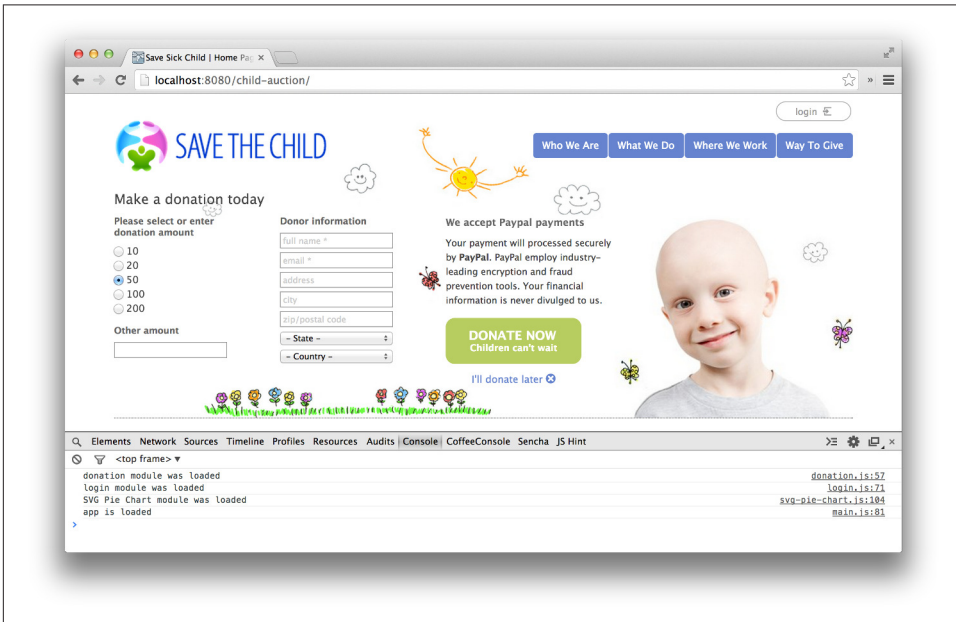 Save Sick Child | Home Pag
localhost:8080/child-auction/
login
SAVE THE CHILD
Who We Are
What We Do
Where We Work
Way To Give
Make a donation today
Please select or enter
donation amount
10
20
50
100
200
Other amount
Donor information
full name *
email *
address
city
zip/postal code
- State -
- Country -
We accept Paypal payments
Your payment will processed securely
by PayPal. PayPal employ industry-
leading encryption and fraud
prevention tools. Your financial
information is never divulged to us.
DONATE NOW
Children can't wait
I'll donate later
Elements Network Sources Timeline Profiles Resources Audits Console CoffeeConsole Sencha JS Hint
<top frame>
donation module was loaded donation.js:57
login module was loaded login.js:71
SVG Pie Chart module was loaded svg-pie-chart.js:104
app is loaded main.js:81